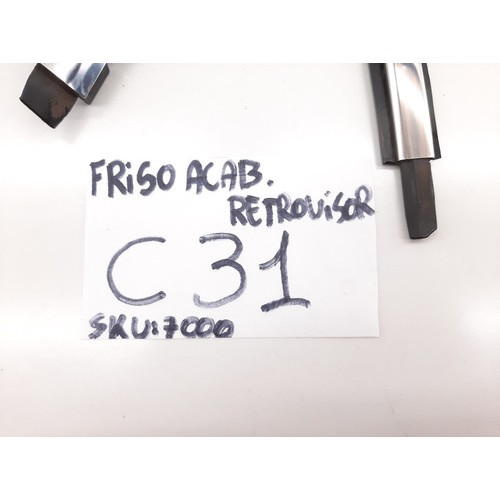 FRISO ACAB.
RETROVISOR
C31
SKU:7000